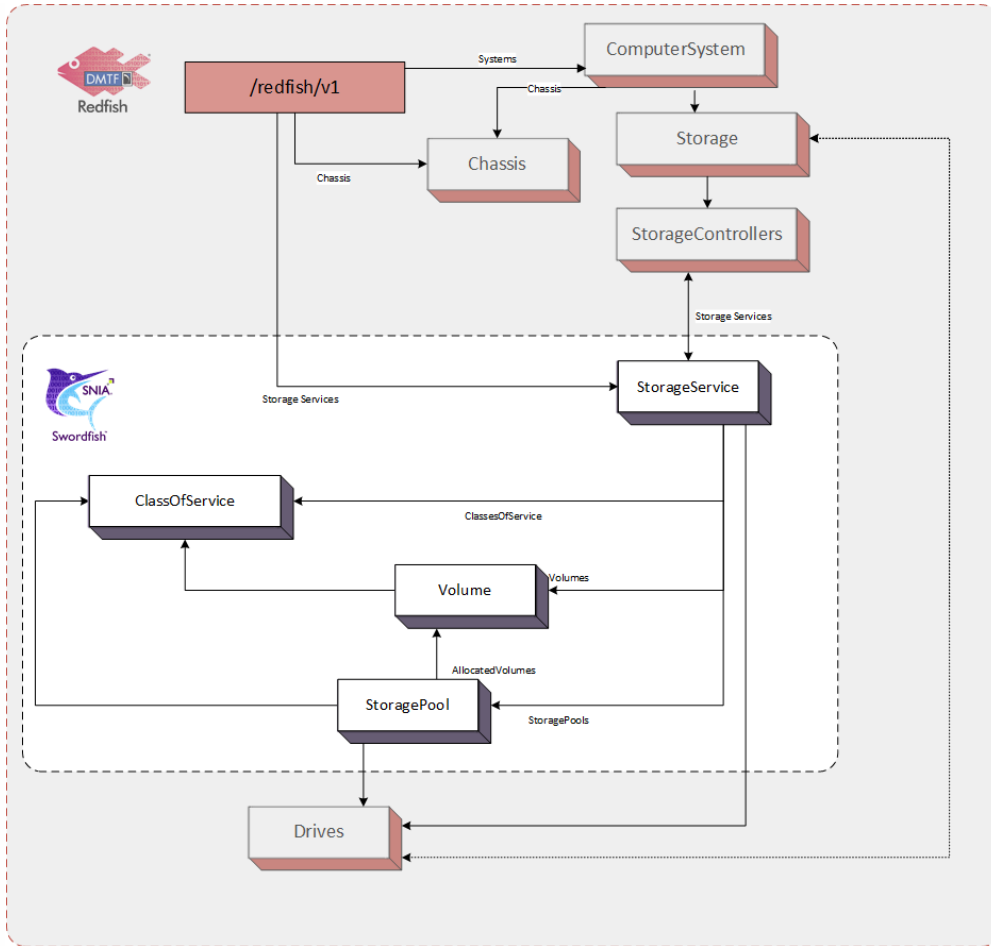 ComputerSystem
Systems
DMTF
Redfish
/redfish/v1
Chassis
Storage
Chassis
Chassis
StorageControllers
Storage Services
SNIA
Swordfish
StorageService
Storage Services
ClassOfService
ClassesOfService
Volumes
Volume
AllocatedVolumes
StoragePool
StoragePools
Drives